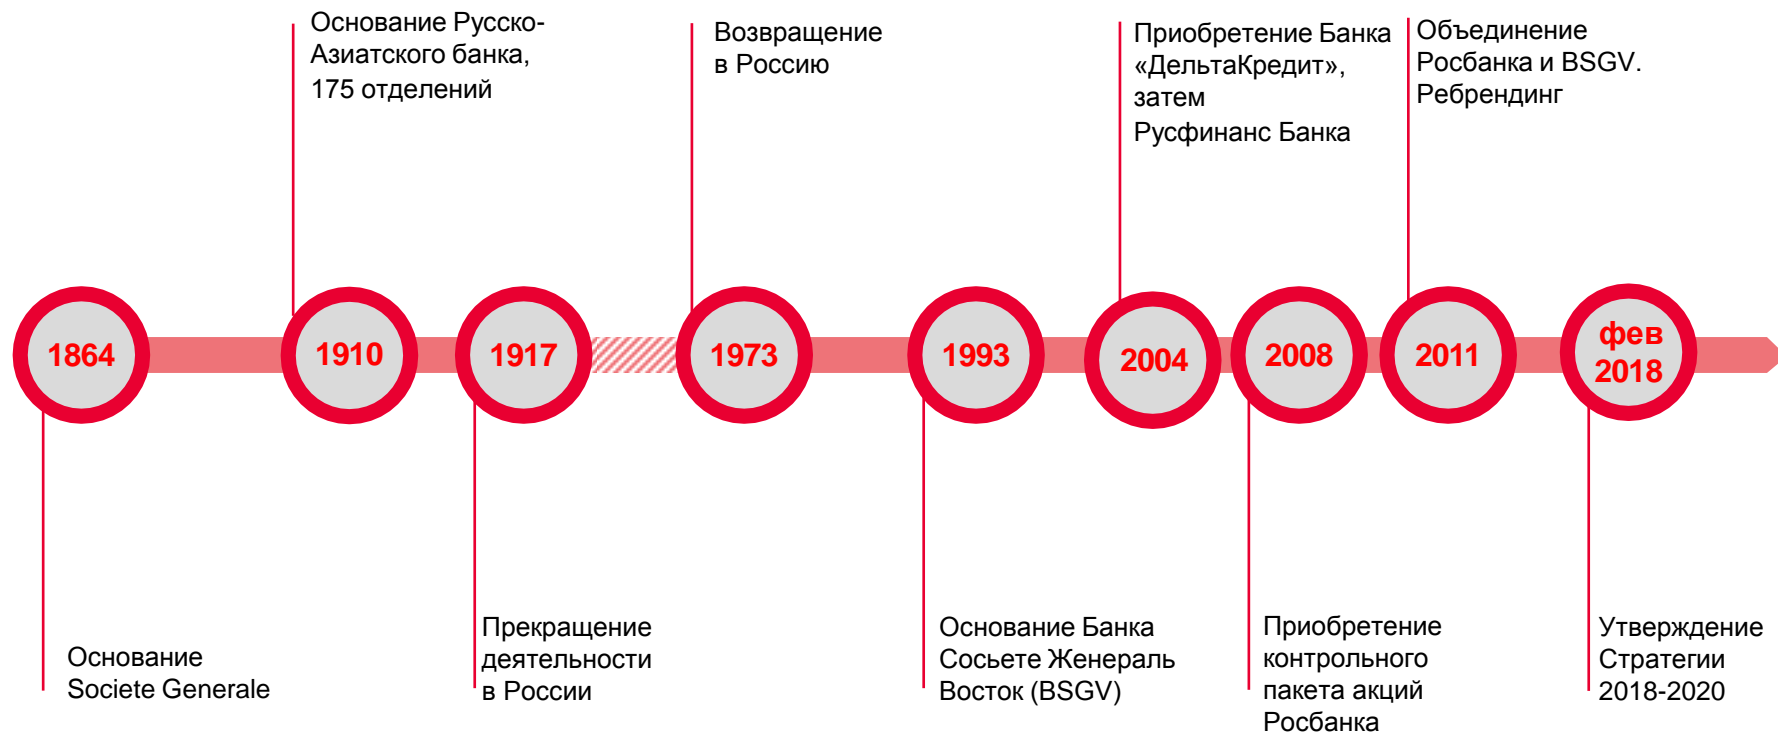 Основание Русско-
Азиатского банка,
175 отделений
Возвращение
в Россию
Приобретение Банка
«ДельтаКредит»,
затем
Русфинанс Банка
Объединение
Росбанка и BSGV.
Ребрендинг
1864
1910
1917
1973
1993
2004
2008
2011
фев
2018
Основание
Societe Generale
Прекращение
деятельности
в России
Основание Банка
Сосьете Женераль
Восток (BSGV)
Приобретение
контрольного
пакета акций
Росбанка
Утверждение
Стратегии
2018-2020